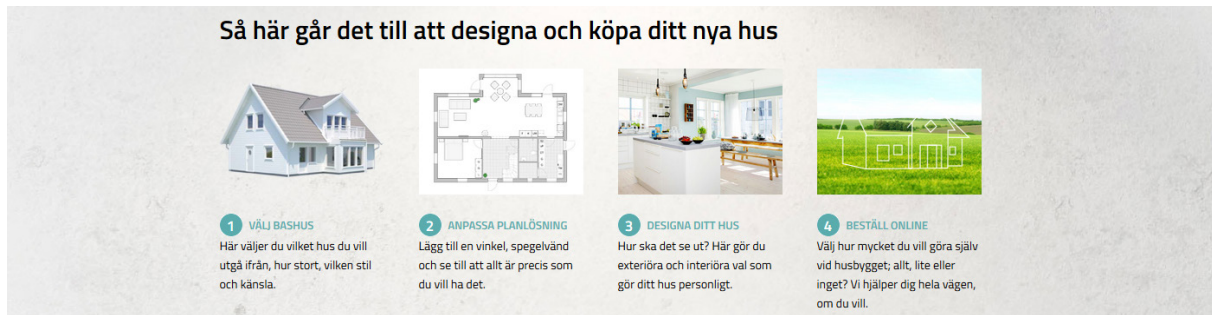 Så här går det till att designa och köpa ditt nya hus
1 VÄLJ BASHUS
Här väljer du vilket hus du vill
utgå ifrån, hur stort, vilken stil
och känsla.
2 ANPASSA PLANLÖSNING
Lägg till en vinkel, spegelvänd
och se till att allt är precis som
du vill ha det.
3 DESIGNA DITT HUS
Hur ska det se ut? Här gör du
exteriöra och interiöra val som
gör ditt hus personligt.
4 BESTÄLL ONLINE
Välj hur mycket du vill göra själv
vid husbygget; allt, lite eller
inget? Vi hjälper dig hela vägen,
om du vill.